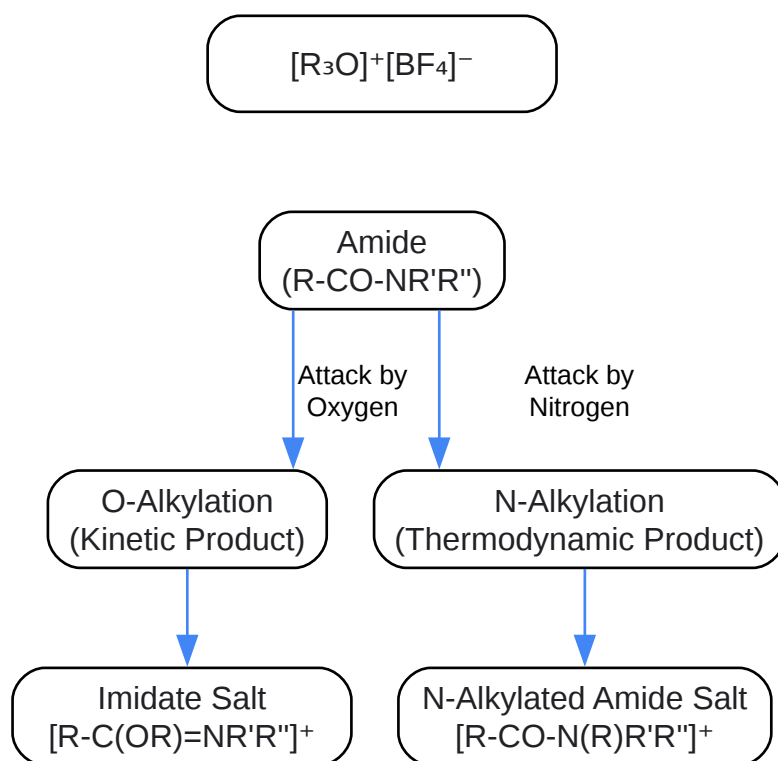 [R₃O]⁺[BF₄]⁻
Amide
(R-CO-NR'R")
Attack by
Oxygen
Attack by
Nitrogen
O-Alkylation
(Kinetic Product)
N-Alkylation
(Thermodynamic Product)
Imidate Salt
[R-C(OR)=NR'R"]⁺
N-Alkylated Amide Salt
[R-CO-N(R)R'R"]⁺